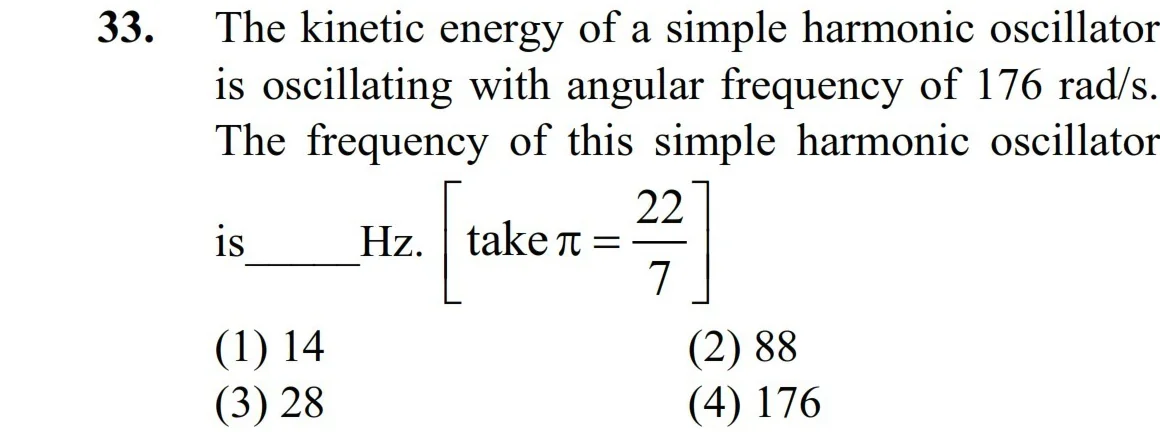 33. The kinetic energy of a simple harmonic oscillator
is oscillating with angular frequency of 176 rad/s.
The frequency of this simple harmonic oscillator
is_____Hz. [take π = 22/7]
(1) 14 (2) 88
(3) 28 (4) 176